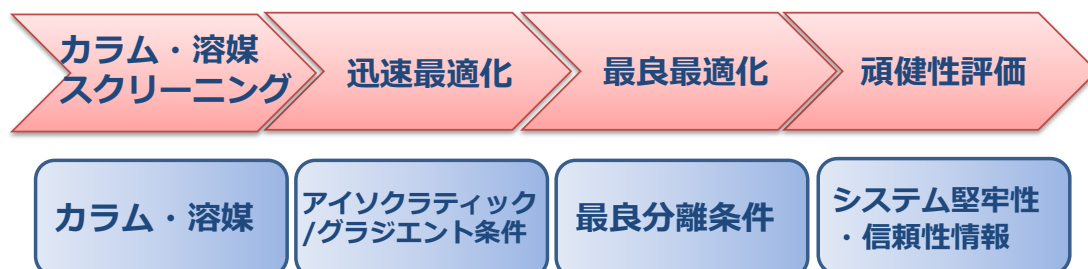 カラム・溶媒
スクリーニング
迅速最適化
最良最適化
頑健性評価
カラム・溶媒
アイソクラティック
/グラジエント条件
最良分離条件
システム堅牢性
・信頼性情報